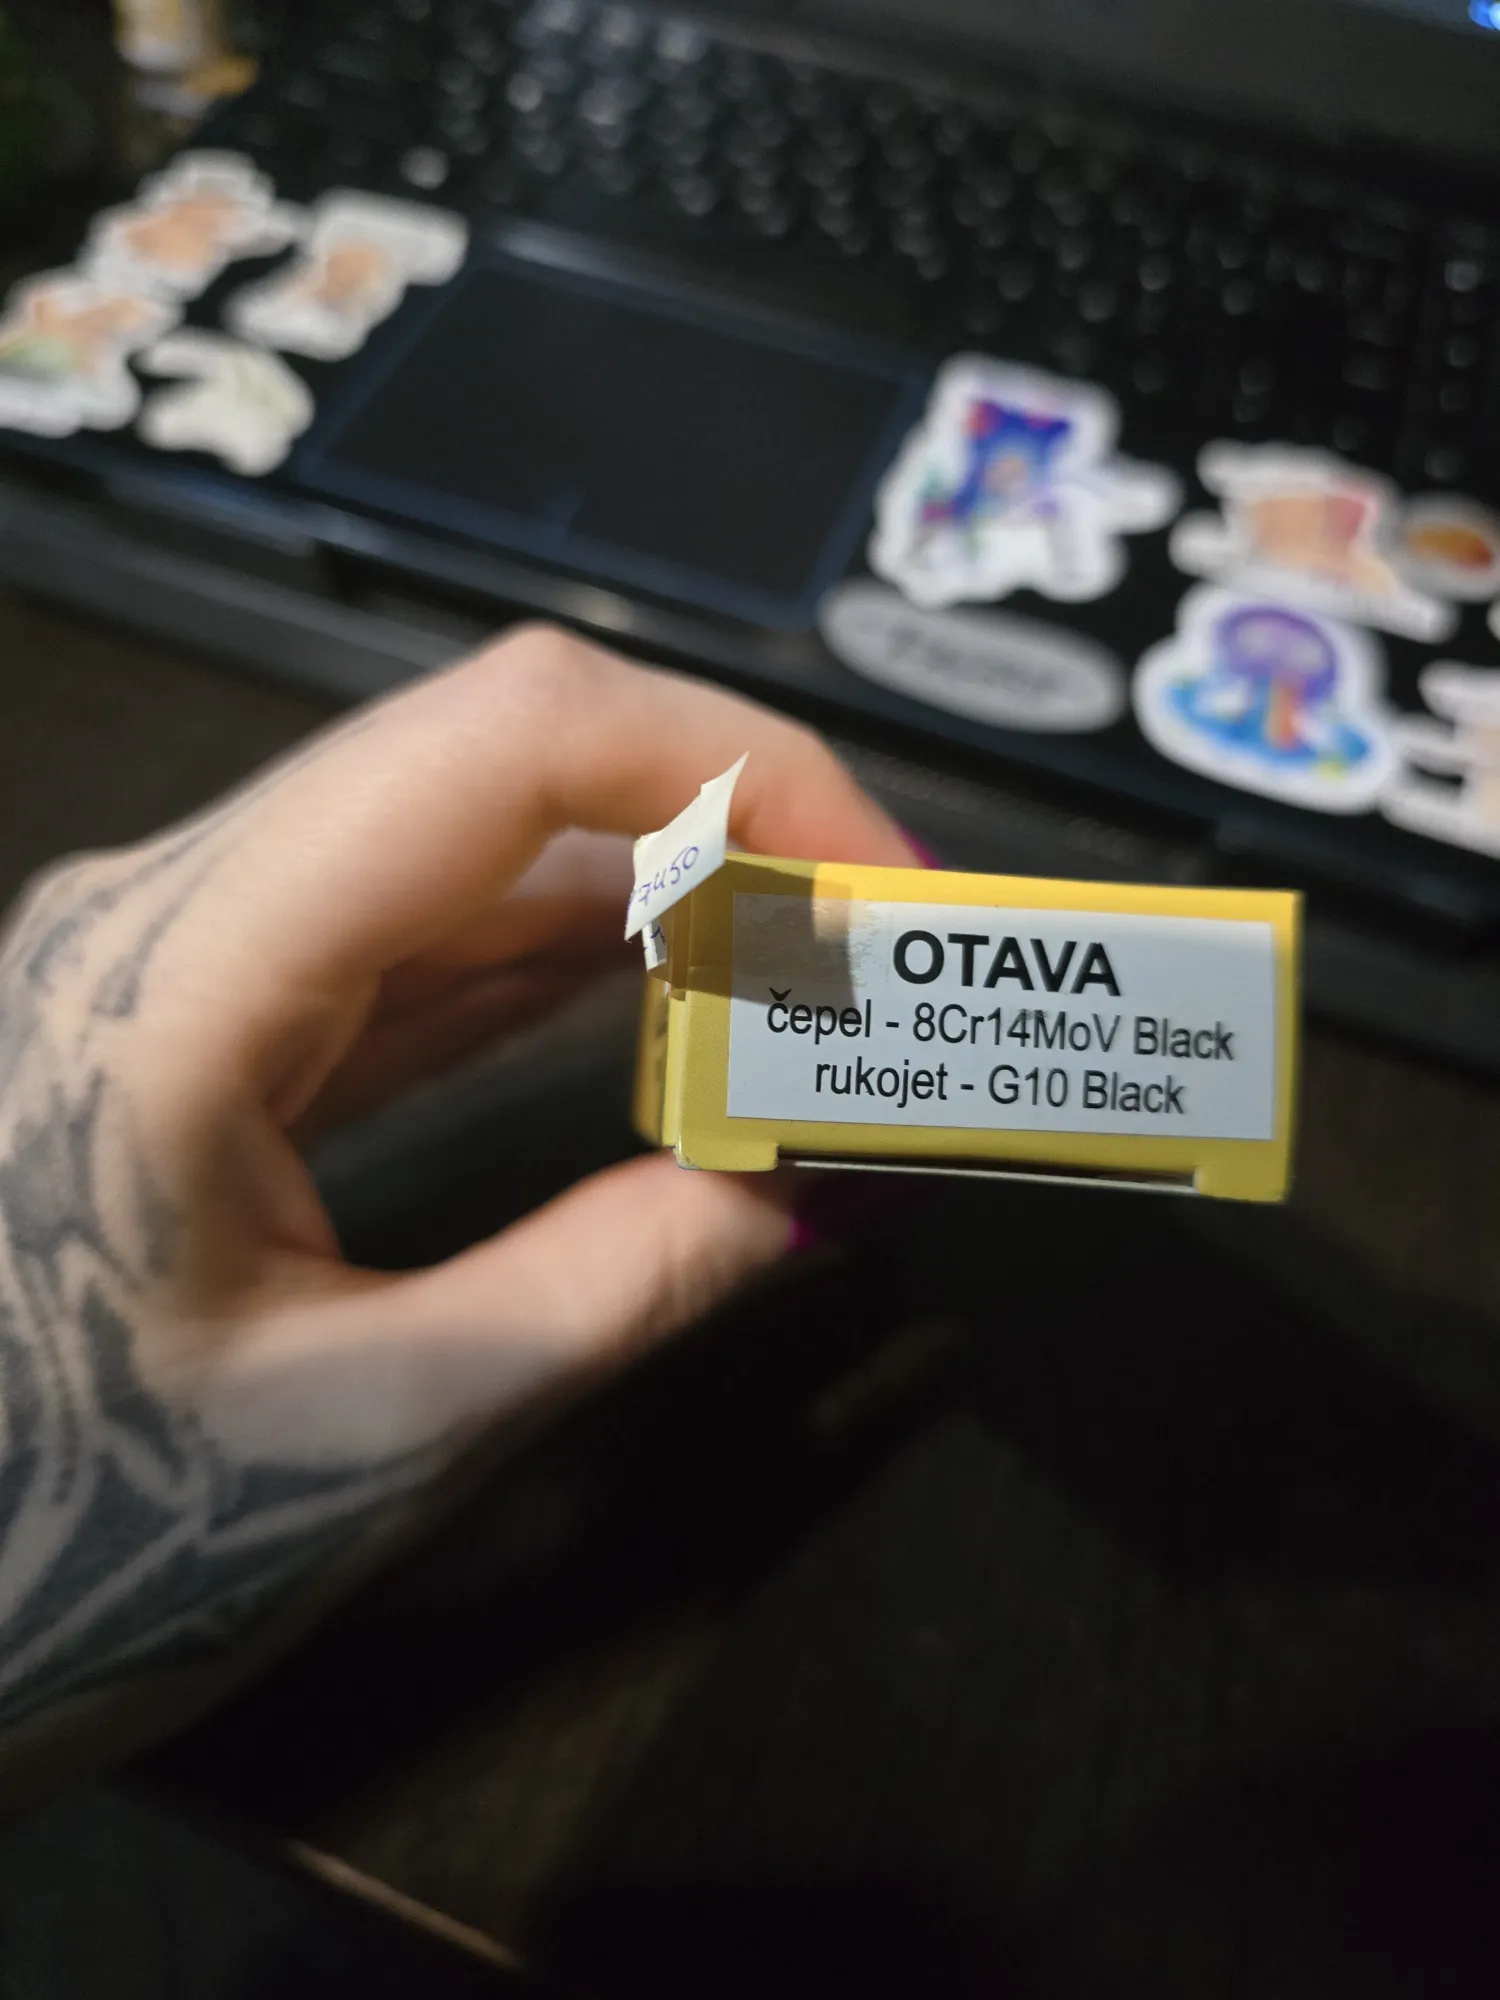 OTAVA
čepel - 8Cr14MoV Black
rukojet - G10 Black